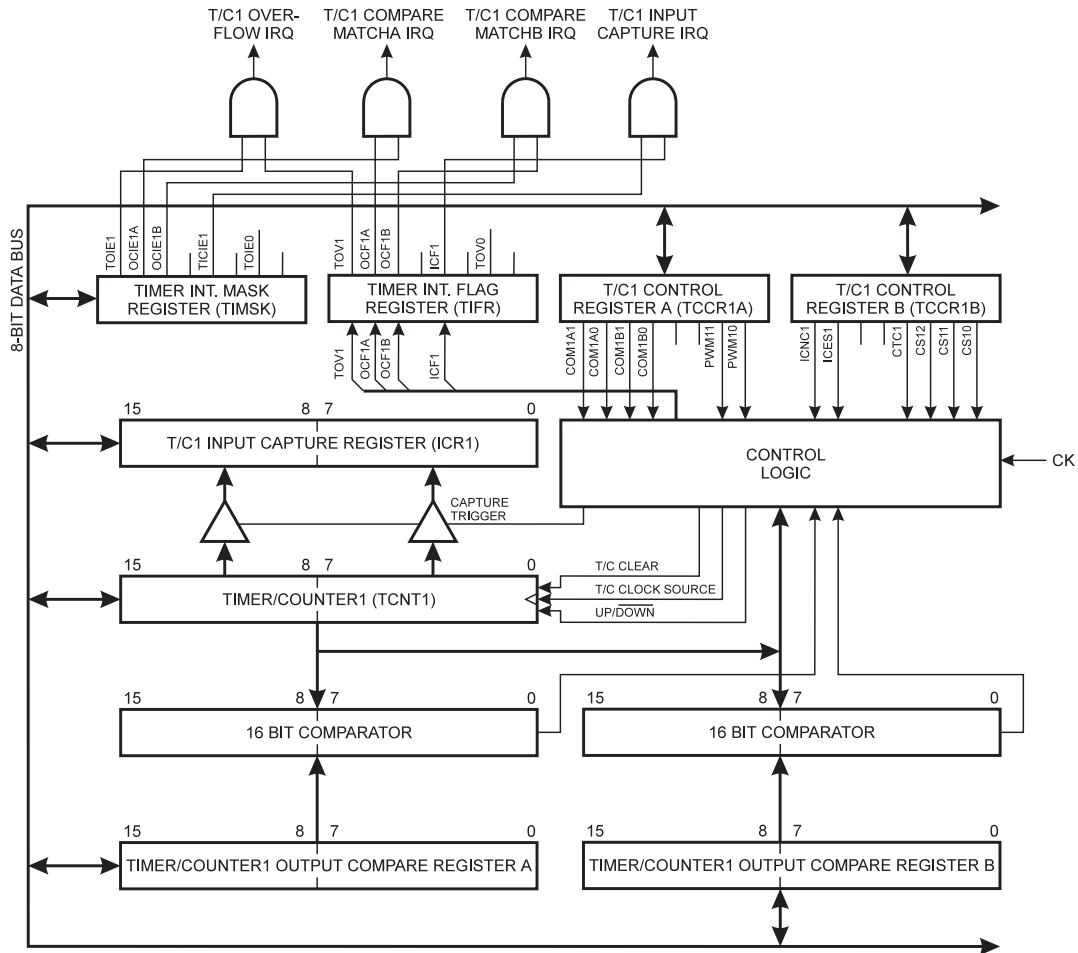 T/C1 OVER-
FLOW IRQ
T/C1 COMPARE
MATCHA IRQ
T/C1 COMPARE
MATCHB IRQ
T/C1 INPUT
CAPTURE IRQ
8-BIT DATA BUS
TOIE1
OCIE1A
OCIE1B
TICIE1
TOIE0
TOV1
OCF1A
OCF1B
ICF1
TOV0
TIMER INT. MASK
REGISTER (TIMSK)
TIMER INT. FLAG
REGISTER (TIFR)
T/C1 CONTROL
REGISTER A (TCCR1A)
T/C1 CONTROL
REGISTER B (TCCR1B)
TOV1
OCF1A
OCF1B
ICF1
COM1A1
COM1A0
COM1B1
COM1B0
PWM11
PWM10
ICNC1
ICES1
CTC1
CS12
CS11
CS10
15 8 7 0
T/C1 INPUT CAPTURE REGISTER (ICR1)
CONTROL
LOGIC
CK
CAPTURE
TRIGGER
15 8 7 0
TIMER/COUNTER1 (TCNT1)
T/C CLEAR
T/C CLOCK SOURCE
UP/DOWN
15 8 7 0
16 BIT COMPARATOR
15 8 7 0
16 BIT COMPARATOR
15 8 7 0
TIMER/COUNTER1 OUTPUT COMPARE REGISTER A
15 8 7 0
TIMER/COUNTER1 OUTPUT COMPARE REGISTER B